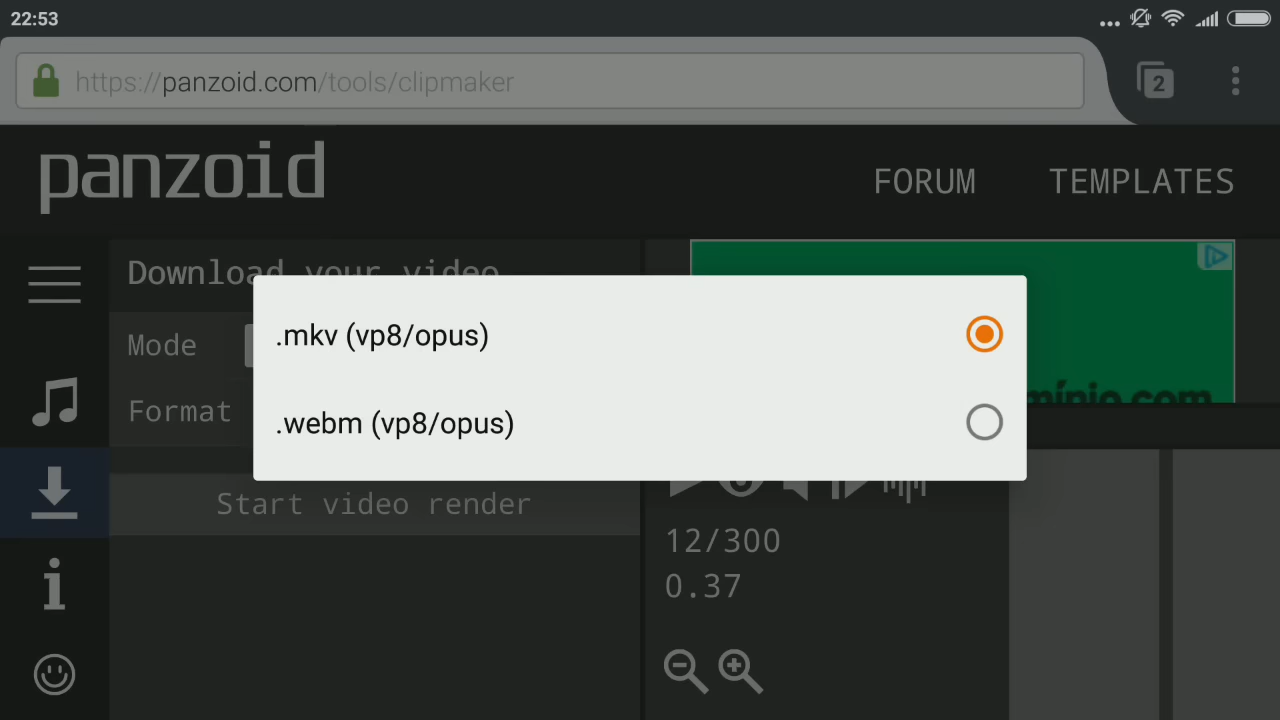 22:53
https://panzoid.com/tools/clipmaker
2
panzoid
FORUM
TEMPLATES
Download your video
Mode
Format
.mkv (vp8/opus)
.webm (vp8/opus)
Start video render
12/300
0.37